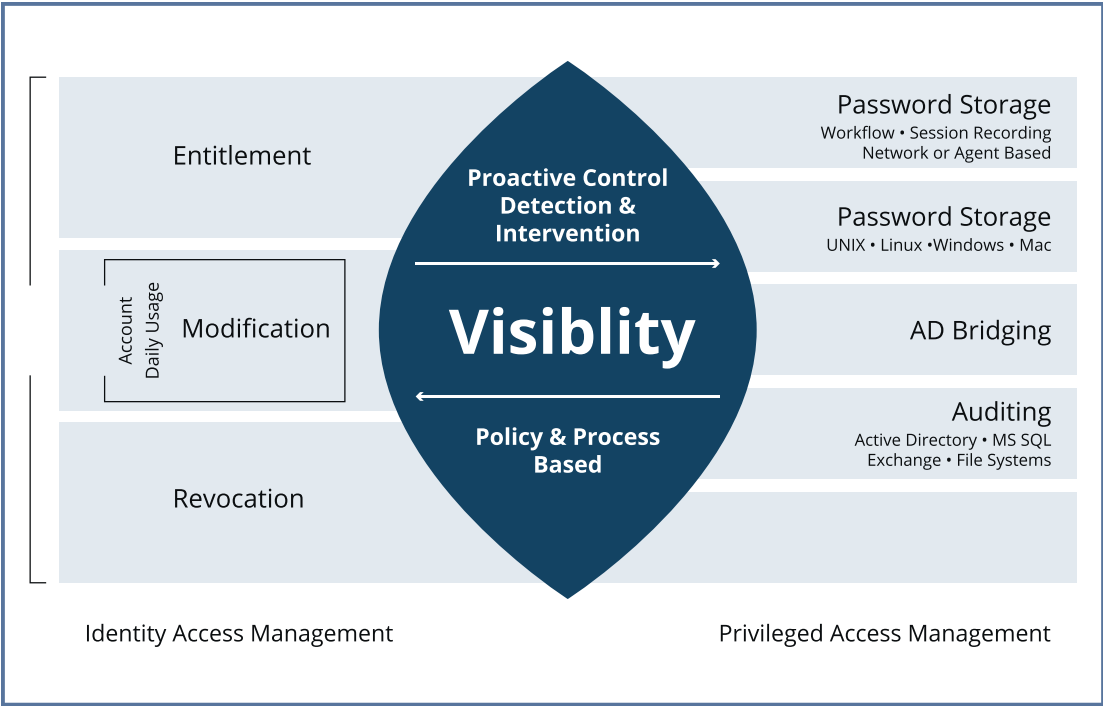 Entitlement
Account
Daily Usage
Modification
Revocation
Identity Access Management
Proactive Control
Detection &
Intervention
Visiblity
Policy & Process
Based
Password Storage
Workflow • Session Recording
Network or Agent Based
Password Storage
UNIX • Linux •Windows • Mac
AD Bridging
Auditing
Active Directory • MS SQL
Exchange • File Systems
Privileged Access Management